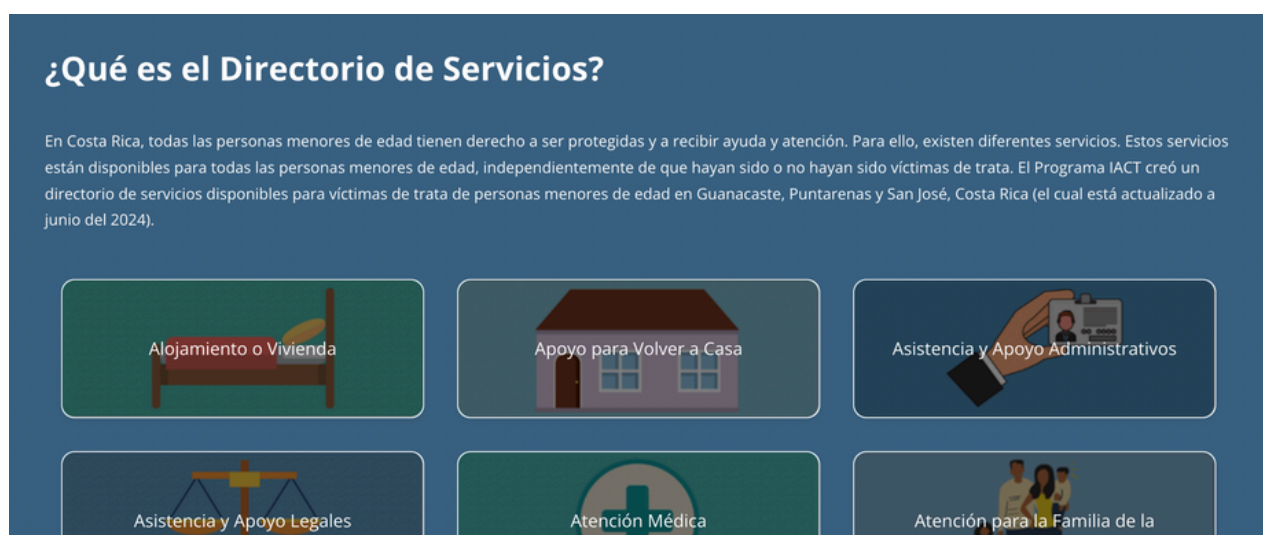 ¿Qué es el Directorio de Servicios?
En Costa Rica, todas las personas menores de edad tienen derecho a ser protegidas y a recibir ayuda y atención. Para ello, existen diferentes servicios. Estos servicios
están disponibles para todas las personas menores de edad, independientemente de que hayan sido o no hayan sido víctimas de trata. El Programa IACT creó un
directorio de servicios disponibles para víctimas de trata de personas menores de edad en Guanacaste, Puntarenas y San José, Costa Rica (el cual está actualizado a
junio del 2024).
Alojamiento o Vivienda
Apoyo para Volver a Casa
Asistencia y Apoyo Administrativos
Asistencia y Apoyo Legales
Atención Médica
Atención para la Familia de la